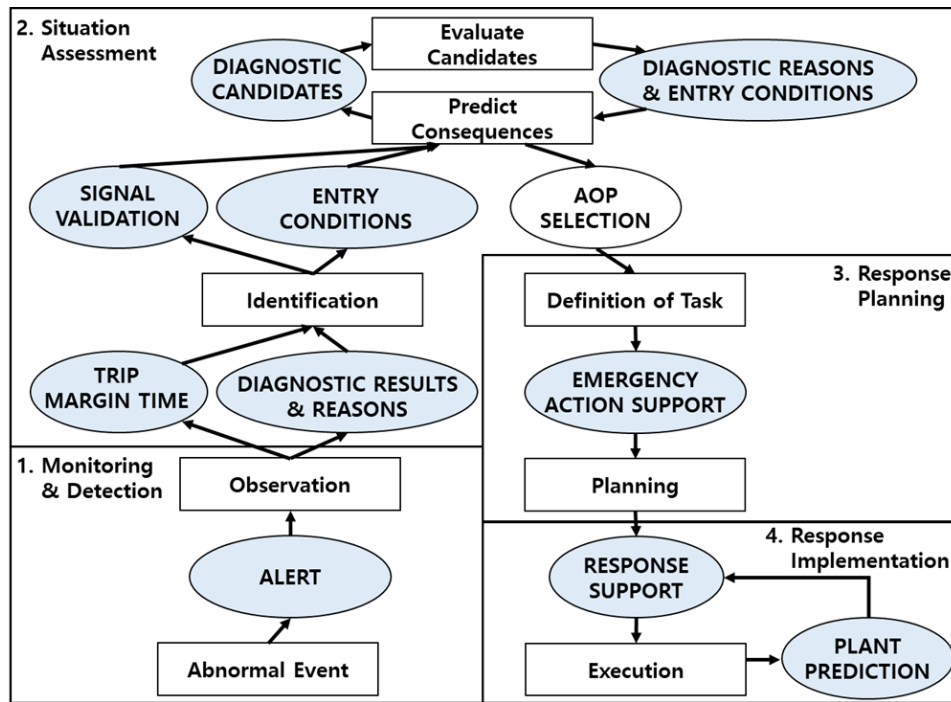 2. Situation
Assessment
Evaluate
Candidates
DIAGNOSTIC
CANDIDATES
DIAGNOSTIC REASONS
& ENTRY CONDITIONS
Predict
Consequences
SIGNAL
VALIDATION
ENTRY
CONDITIONS
AOP
SELECTION
Identification
TRIP
MARGIN TIME
DIAGNOSTIC RESULTS
& REASONS
3. Response
Planning
Definition of Task
EMERGENCY
ACTION SUPPORT
Planning
1. Monitoring
& Detection
Observation
ALERT
Abnormal Event
4. Response
Implementation
RESPONSE
SUPPORT
Execution
PLANT
PREDICTION